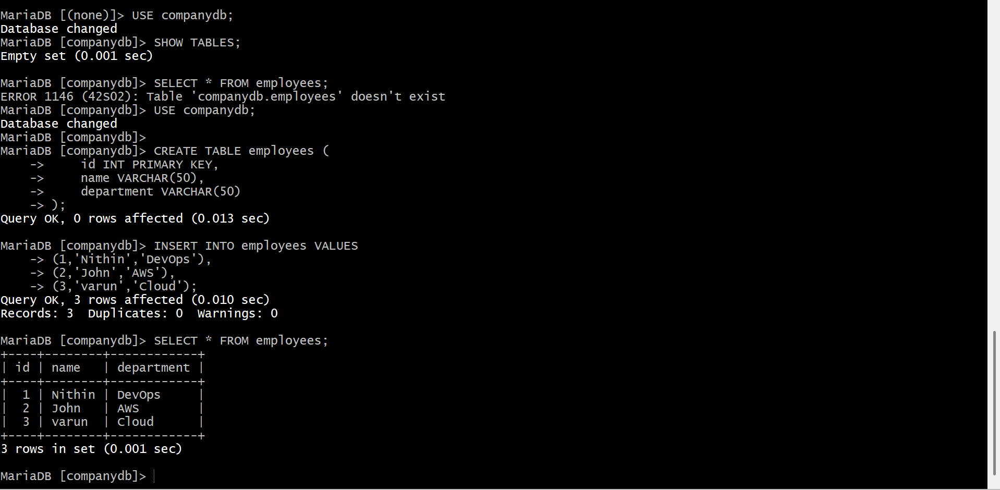 MariaDB [(none)]> USE companydb;
Database changed
MariaDB [companydb]> SHOW TABLES;
Empty set (0.001 sec)

MariaDB [companydb]> SELECT * FROM employees;
ERROR 1146 (42S02): Table 'companydb.employees' doesn't exist
MariaDB [companydb]> USE companydb;
Database changed
MariaDB [companydb]>
MariaDB [companydb]> CREATE TABLE employees (
    ->     id INT PRIMARY KEY,
    ->     name VARCHAR(50),
    ->     department VARCHAR(50)
    -> );
Query OK, 0 rows affected (0.013 sec)

MariaDB [companydb]> INSERT INTO employees VALUES
    -> (1,'Nithin','DevOps'),
    -> (2,'John','AWS'),
    -> (3,'varun','Cloud');
Query OK, 3 rows affected (0.010 sec)
Records: 3  Duplicates: 0  Warnings: 0

MariaDB [companydb]> SELECT * FROM employees;
+----+--------+------------+
| id | name   | department |
+----+--------+------------+
|  1 | Nithin | DevOps     |
|  2 | John   | AWS        |
|  3 | varun  | Cloud      |
+----+--------+------------+
3 rows in set (0.001 sec)

MariaDB [companydb]>